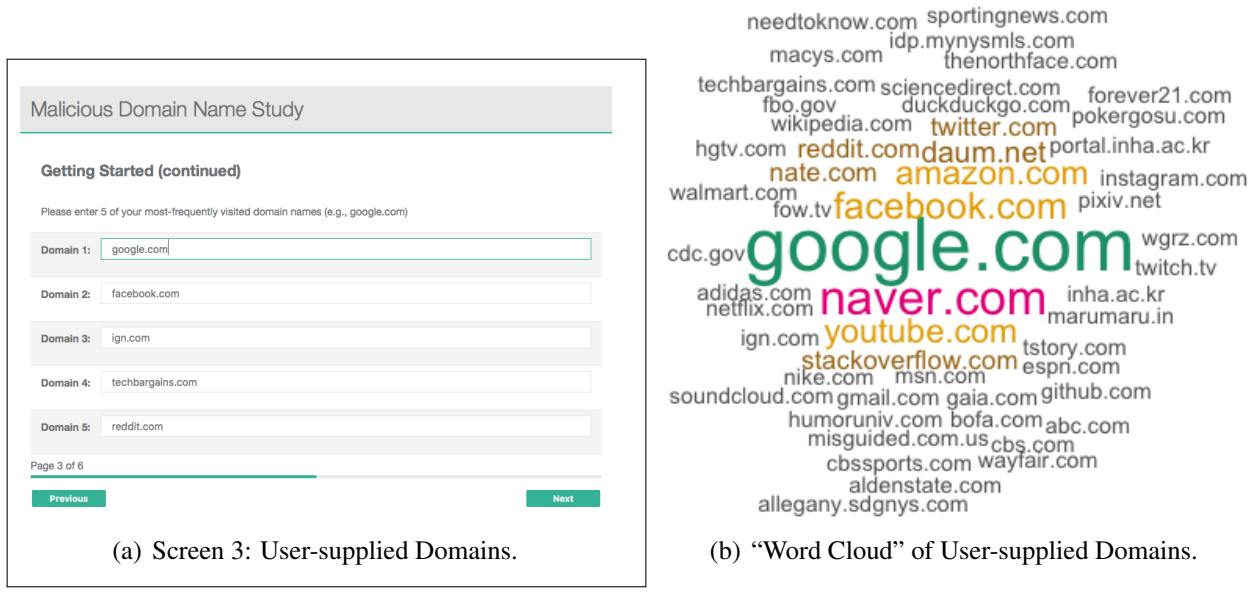 Malicious Domain Name Study
Getting Started (continued)
Please enter 5 of your most-frequently visited domain names (e.g., google.com)
Domain 1: google.com
Domain 2: facebook.com
Domain 3: ign.com
Domain 4: techbargains.com
Domain 5: reddit.com
Page 3 of 6
Previous Next
(a) Screen 3: User-supplied Domains.
needtoknow.com sportingnews.com
idp.mynysmls.com
macys.com thenorthface.com
techbargains.com sciencedirect.com forever21.com
fbo.gov duckduckgo.com pokergosu.com
wikipedia.com twitter.com
hgtv.com reddit.com daum.net portal.inha.ac.kr
nate.com amazon.com instagram.com
walmart.com fow.tv facebook.com pixiv.net
cdc.gov google.com wgrz.com
twitch.tv
adidas.com naver.com inha.ac.kr
netflix.com marumaru.in
ign.com youtube.com tstory.com
stackoverflow.com espn.com
nike.com msn.com
soundcloud.com gmail.com gaia.com github.com
humoruniv.com bofa.com abc.com
misguided.com.us cbs.com
cbssports.com wayfair.com
aldenstate.com
allegany.sdgnys.com
(b) “Word Cloud” of User-supplied Domains.